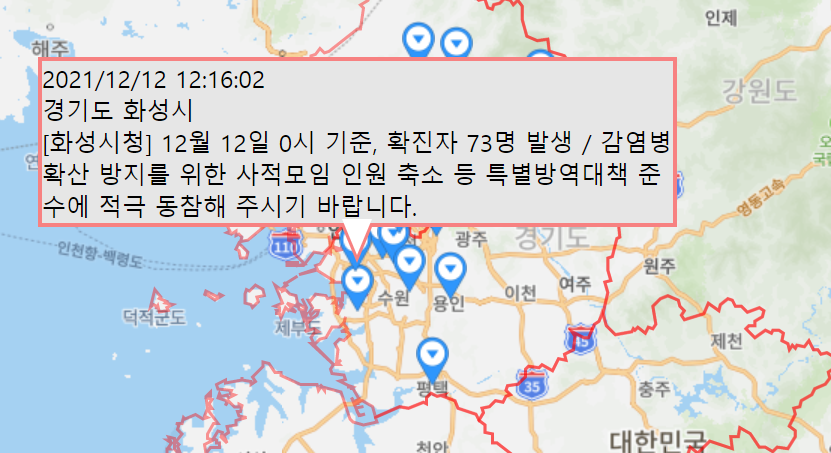 인제
해주
강원도
2021/12/12 12:16:02
경기도 화성시
[화성시청] 12월 12일 0시 기준, 확진자 73명 발생 / 감염병
확산 방지를 위한 사적모임 인원 축소 등 특별방역대책 준
수에 적극 동참해 주시기 바랍니다.
영동고속
인천항-백령도
110
광주
경기도
원주
수원
용인
이천
여주
덕적군도
제부도
45
제천
평택
35
충주
천안
대한민국